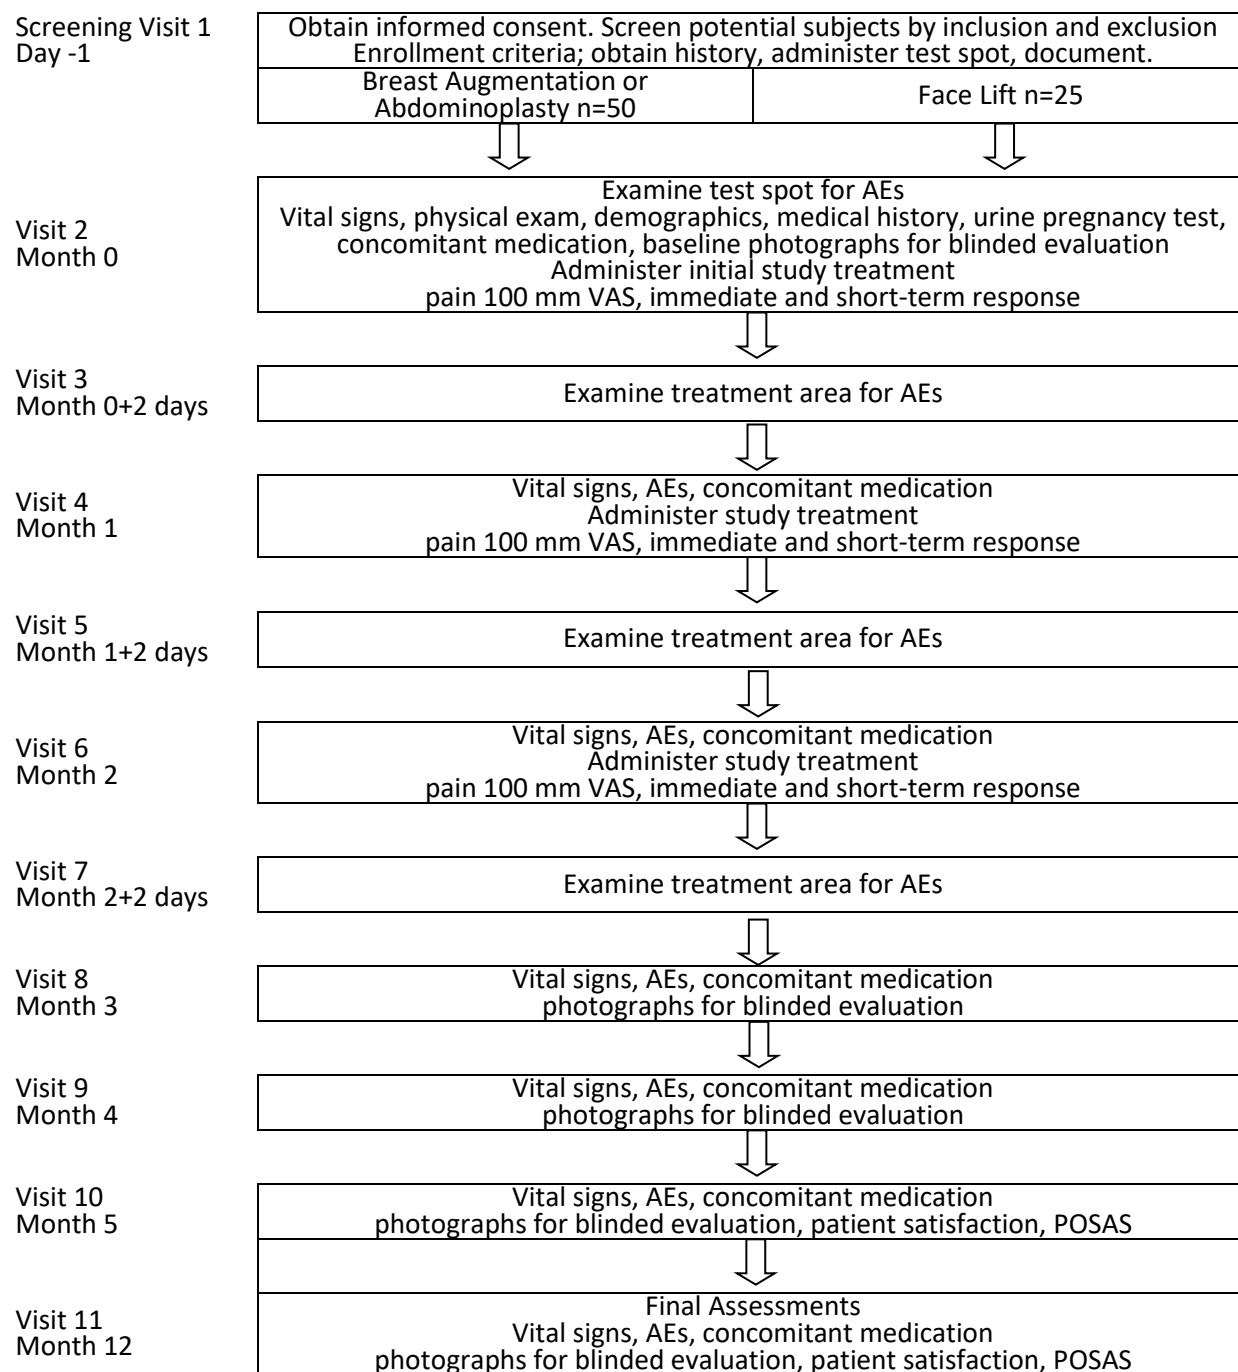 Screening Visit 1
Day -1
Obtain informed consent. Screen potential subjects by inclusion and exclusion
Enrollment criteria; obtain history, administer test spot, document.
Breast Augmentation or
Abdominoplasty n=50
Face Lift n=25
Visit 2
Month 0
Examine test spot for AEs
Vital signs, physical exam, demographics, medical history, urine pregnancy test,
concomitant medication, baseline photographs for blinded evaluation
Administer initial study treatment
pain 100 mm VAS, immediate and short-term response
Visit 3
Month 0+2 days
Examine treatment area for AEs
Visit 4
Month 1
Vital signs, AEs, concomitant medication
Administer study treatment
pain 100 mm VAS, immediate and short-term response
Visit 5
Month 1+2 days
Examine treatment area for AEs
Visit 6
Month 2
Vital signs, AEs, concomitant medication
Administer study treatment
pain 100 mm VAS, immediate and short-term response
Visit 7
Month 2+2 days
Examine treatment area for AEs
Visit 8
Month 3
Vital signs, AEs, concomitant medication
photographs for blinded evaluation
Visit 9
Month 4
Vital signs, AEs, concomitant medication
photographs for blinded evaluation
Visit 10
Month 5
Vital signs, AEs, concomitant medication
photographs for blinded evaluation, patient satisfaction, POSAS
Visit 11
Month 12
Final Assessments
Vital signs, AEs, concomitant medication
photographs for blinded evaluation, patient satisfaction, POSAS